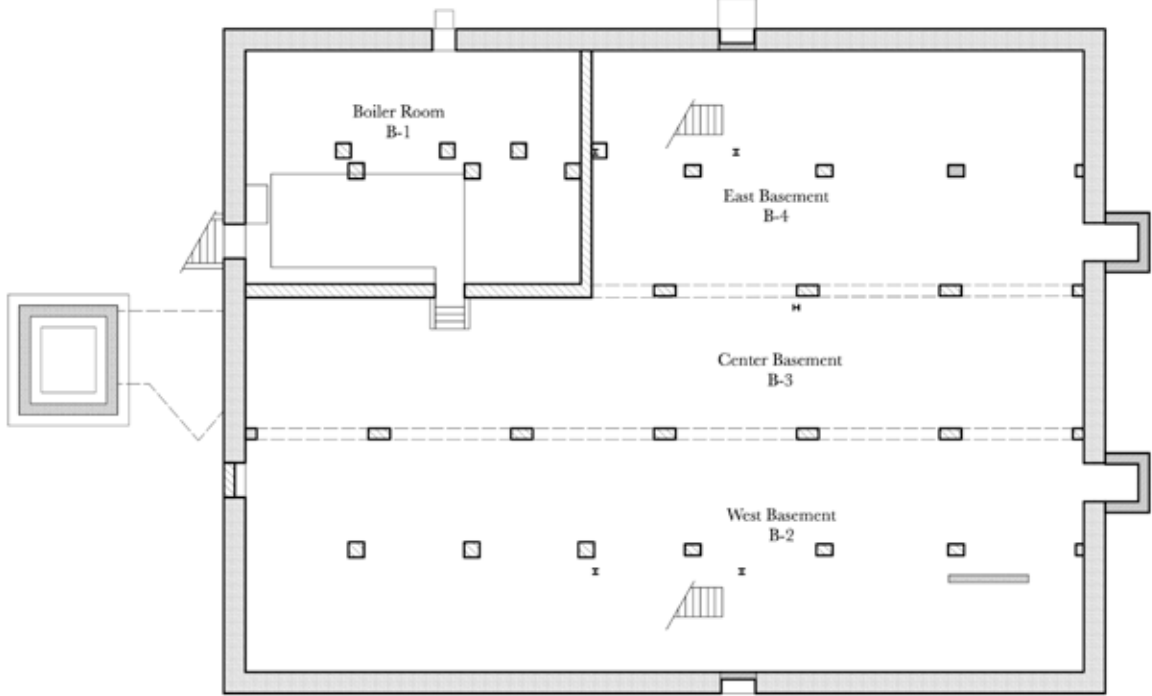 Boiler Room
B-1
East Basement
B-4
Center Basement
B-3
West Basement
B-2